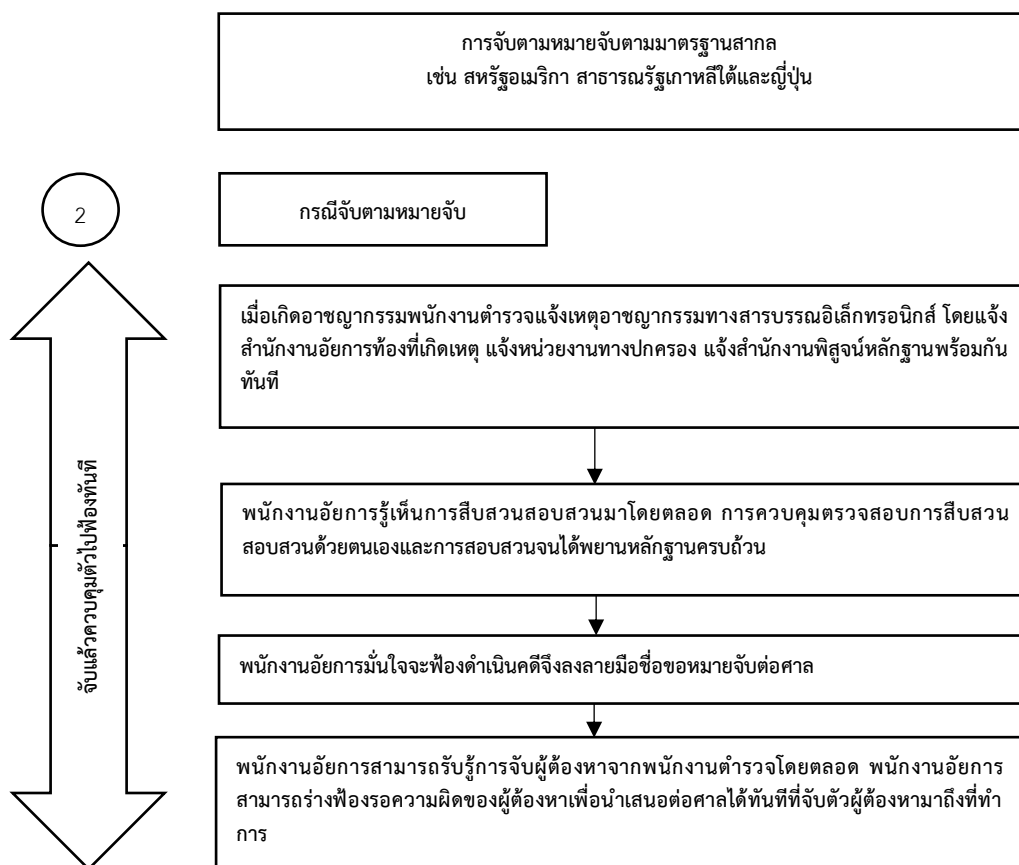 การจับตามหมายจับตามมาตรฐานสากล
เช่น สหรัฐอเมริกา สาธารณรัฐเกาหลีใต้และญี่ปุ่น
2
กรณีจับตามหมายจับ
เมื่อเกิดอาชญากรรมพนักงานตำรวจแจ้งเหตุอาชญากรรมทางสารบรรณอิเล็กทรอนิกส์ โดยแจ้ง
สำนักงานอัยการท้องที่เกิดเหตุ แจ้งหน่วยงานทางปกครอง แจ้งสำนักงานพิสูจน์หลักฐานพร้อมกัน
ทันที
จับแล้วควบคุมตัวไปฟ้องทันที
พนักงานอัยการรู้เห็นการสืบสวนสอบสวนมาโดยตลอด การควบคุมตรวจสอบการสืบสวน
สอบสวนด้วยตนเองและการสอบสวนจนได้พยานหลักฐานครบถ้วน
พนักงานอัยการมั่นใจจะฟ้องดำเนินคดีจึงลงลายมือชื่อขอหมายจับต่อศาล
พนักงานอัยการสามารถรับรู้การจับผู้ต้องหาจากพนักงานตำรวจโดยตลอด พนักงานอัยการ
สามารถร่างฟ้องรอความผิดของผู้ต้องหาเพื่อนำเสนอต่อศาลได้ทันทีที่จับตัวผู้ต้องหามาถึงที่ทำ
การ